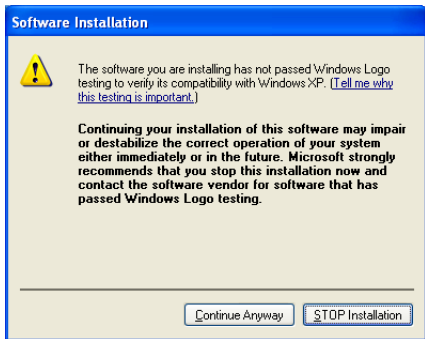 Software Installation
The software you are installing has not passed Windows Logo
testing to verify its compatibility with Windows XP. (Tell me why
this testing is important.)
Continuing your installation of this software may impair
or destabilize the correct operation of your system
either immediately or in the future. Microsoft strongly
recommends that you stop this installation now and
contact the software vendor for software that has
passed Windows Logo testing.
Continue Anyway
STOP Installation